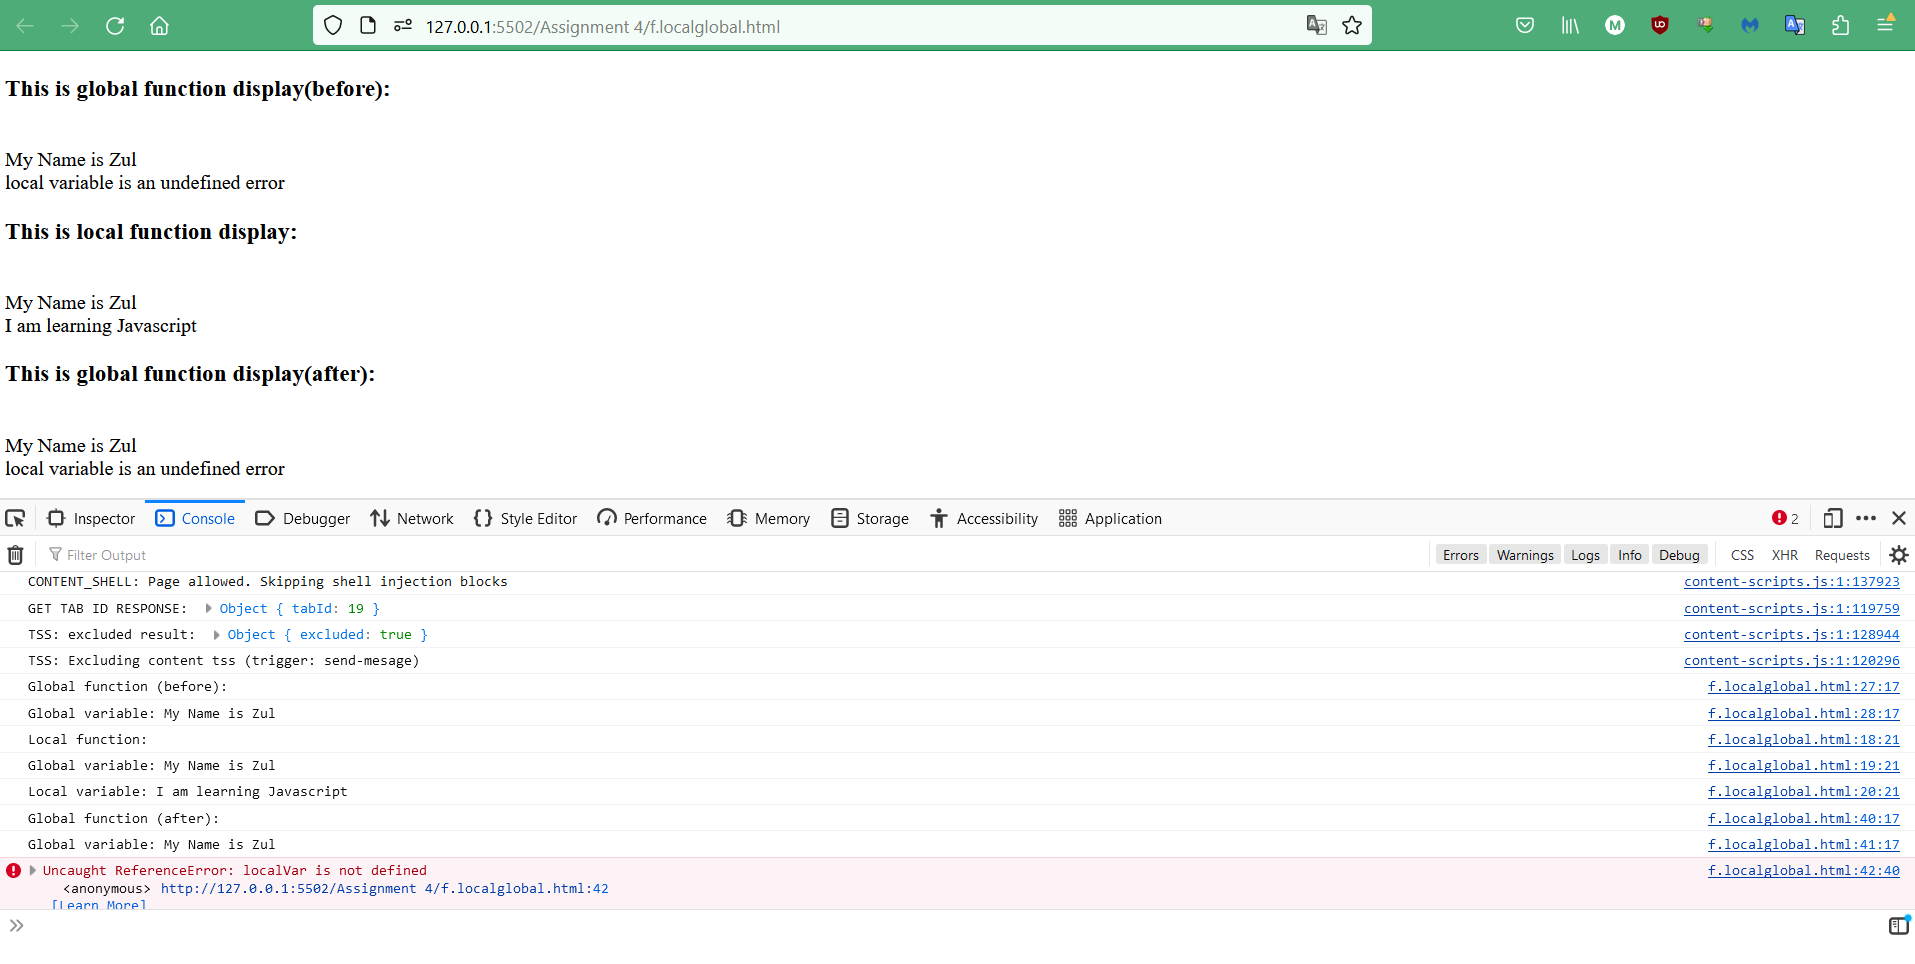 127.0.0.1:5502/Assignment 4/f.localglobal.html
This is global function display(before):
My Name is Zul
local variable is an undefined error
This is local function display:
My Name is Zul
I am learning Javascript
This is global function display(after):
My Name is Zul
local variable is an undefined error
Inspector Console Debugger Network Style Editor Performance Memory Storage Accessibility Application 2
Filter Output Errors Warnings Logs Info Debug CSS XHR Requests
CONTENT_SHELL: Page allowed. Skipping shell injection blocks content-scripts.js:1:137923
GET TAB ID RESPONSE: Object { tabId: 19 } content-scripts.js:1:119759
TSS: excluded result: Object { excluded: true } content-scripts.js:1:128944
TSS: Excluding content tss (trigger: send-mesage) content-scripts.js:1:120296
Global function (before): f.localglobal.html:27:17
Global variable: My Name is Zul f.localglobal.html:28:17
Local function: f.localglobal.html:18:21
Global variable: My Name is Zul f.localglobal.html:19:21
Local variable: I am learning Javascript f.localglobal.html:20:21
Global function (after): f.localglobal.html:40:17
Global variable: My Name is Zul f.localglobal.html:41:17
Uncaught ReferenceError: localVar is not defined f.localglobal.html:42:40
<anonymous> http://127.0.0.1:5502/Assignment 4/f.localglobal.html:42
[Learn More]